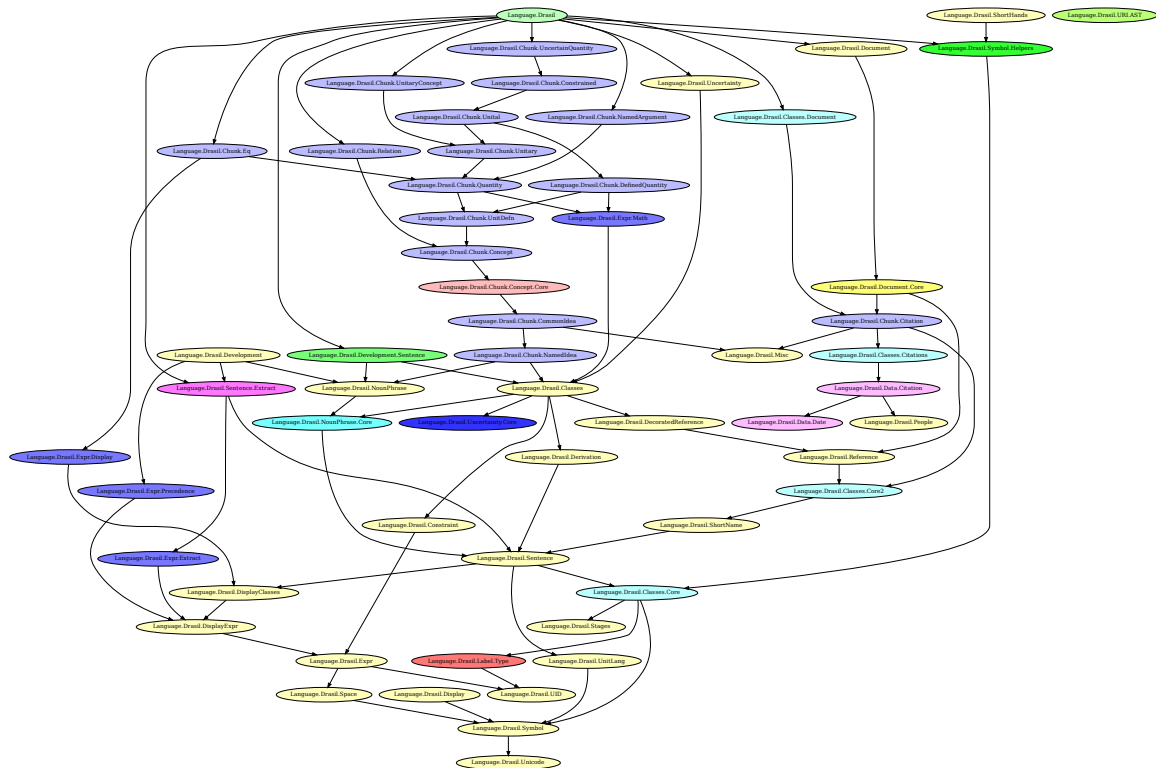 Language.Drasil
Language.Drasil.ShortHands
Language.Drasil.URLAST
Language.Drasil.Chunk.UncertainQuantity
Language.Drasil.Document
Language.Drasil.Symbol.Helpers
Language.Drasil.Chunk.UnitaryConcept
Language.Drasil.Chunk.Constrained
Language.Drasil.Uncertainty
Language.Drasil.Chunk.Unital
Language.Drasil.Chunk.NamedArgument
Language.Drasil.Classes.Document
Language.Drasil.Chunk.Eq
Language.Drasil.Chunk.Relation
Language.Drasil.Chunk.Unitary
Language.Drasil.Chunk.Quantity
Language.Drasil.Chunk.DefinedQuantity
Language.Drasil.Chunk.UnitDefn
Language.Drasil.Expr.Math
Language.Drasil.Chunk.Concept
Language.Drasil.Chunk.Concept.Core
Language.Drasil.Document.Core
Language.Drasil.Chunk.CommonIdea
Language.Drasil.Chunk.Citation
Language.Drasil.Development
Language.Drasil.Development.Sentence
Language.Drasil.Chunk.NamedIdea
Language.Drasil.Misc
Language.Drasil.Classes.Citations
Language.Drasil.Sentence.Extract
Language.Drasil.NounPhrase
Language.Drasil.Classes
Language.Drasil.Data.Citation
Language.Drasil.NounPhrase.Core
Language.Drasil.Uncertainty.Core
Language.Drasil.DecoratedReference
Language.Drasil.Data.Date
Language.Drasil.People
Language.Drasil.Expr.Display
Language.Drasil.Derivation
Language.Drasil.Reference
Language.Drasil.Expr.Precedence
Language.Drasil.Classes.Core2
Language.Drasil.Constraint
Language.Drasil.ShortName
Language.Drasil.Expr.Extract
Language.Drasil.Sentence
Language.Drasil.DisplayClasses
Language.Drasil.Classes.Core
Language.Drasil.DisplayExpr
Language.Drasil.Stages
Language.Drasil.Expr
Language.Drasil.Label.Type
Language.Drasil.UnitLang
Language.Drasil.Space
Language.Drasil.Display
Language.Drasil.UID
Language.Drasil.Symbol
Language.Drasil.Unicode